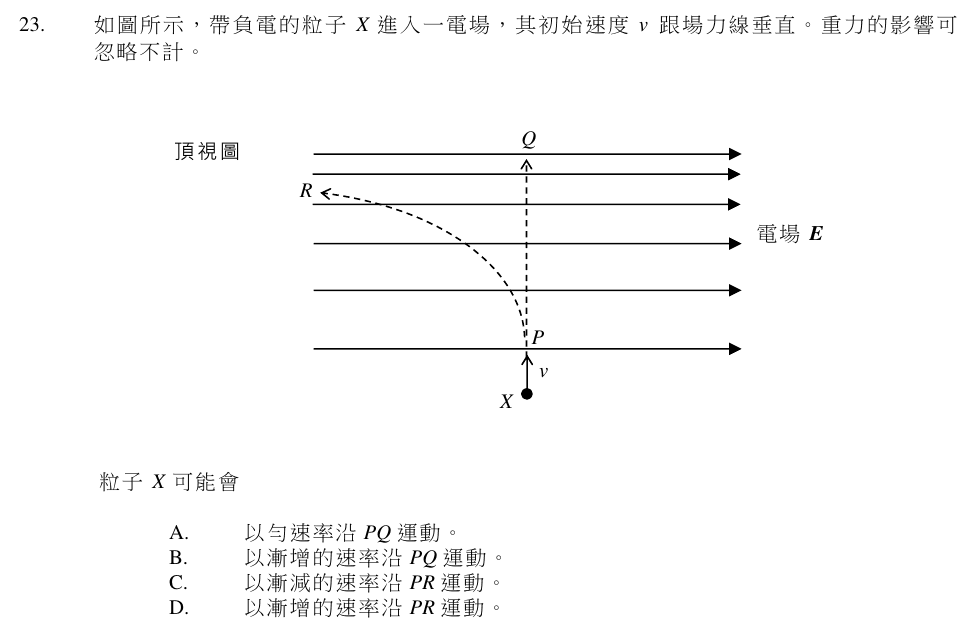 23. 如圖所示，帶負電的粒子 X 進入一電場，其初始速度 v 跟場力線垂直。重力的影響可
忽略不計。
Q
頂視圖
R
電場 E
P
v
X
粒子 X 可能會
A. 以勻速率沿 PQ 運動。
B. 以漸增的速率沿 PQ 運動。
C. 以漸減的速率沿 PR 運動。
D. 以漸增的速率沿 PR 運動。